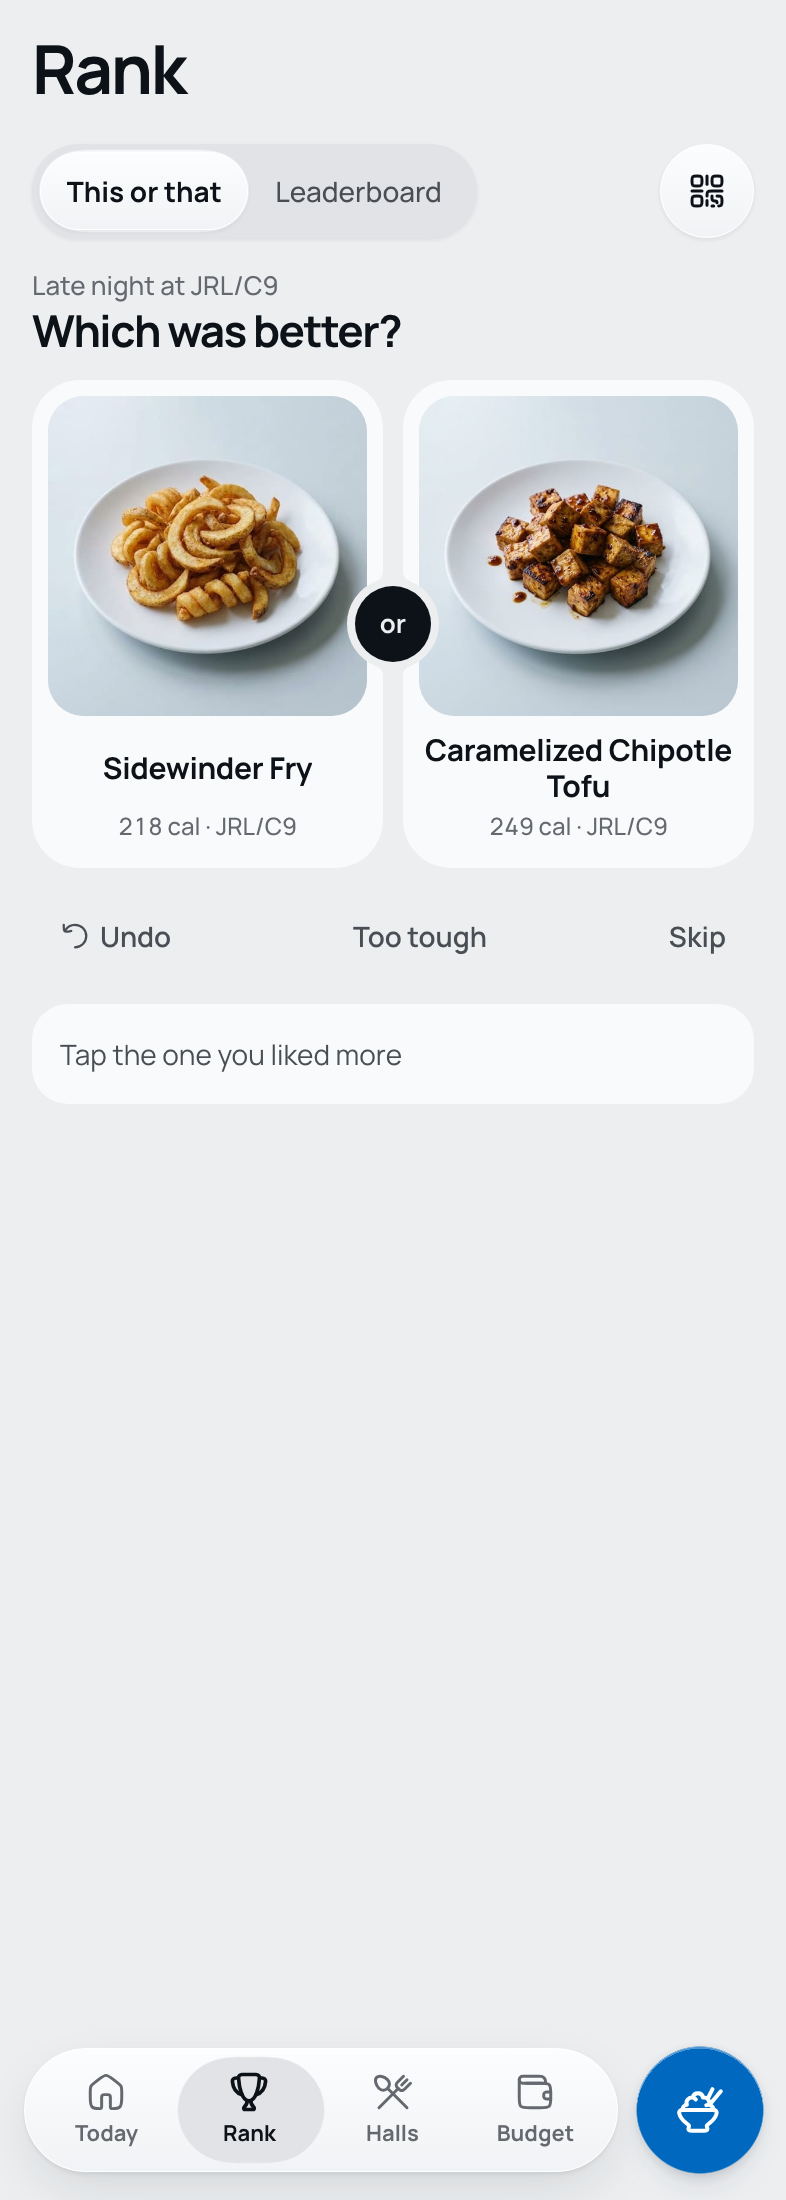 Rank
This or that
Leaderboard
Late night at JRL/C9
Which was better?
or
Sidewinder Fry
218 cal · JRL/C9
Caramelized Chipotle
Tofu
249 cal · JRL/C9
Undo
Too tough
Skip
Tap the one you liked more
Today
Rank
Halls
Budget